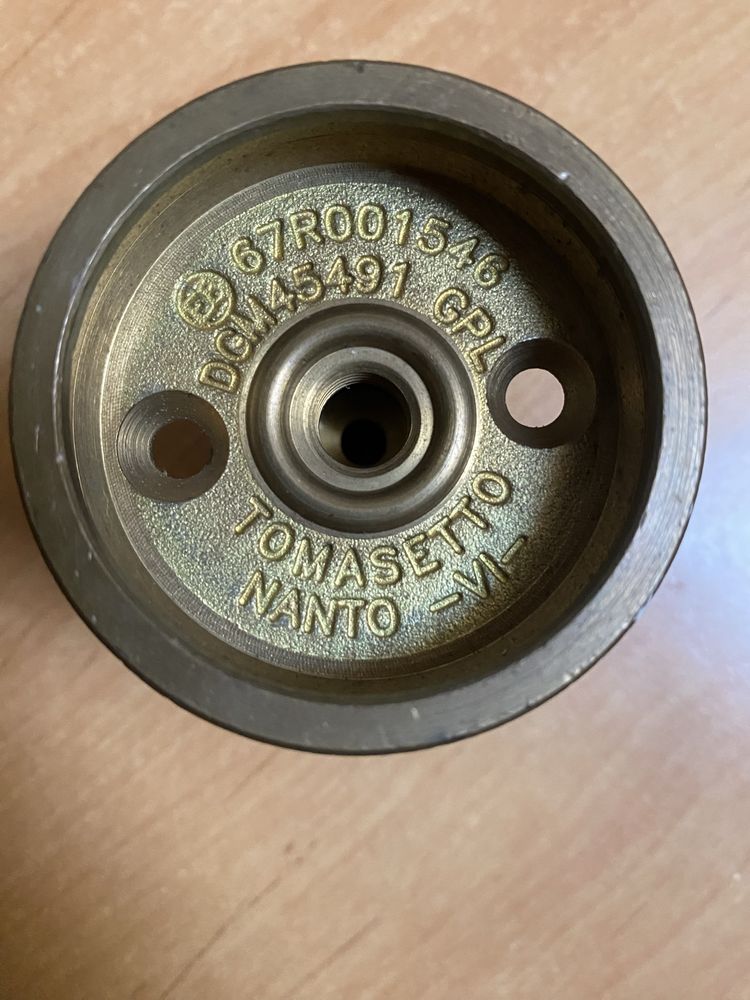 67R001546
DGM45491 GPL
TOMASETTO
NANTO -VI-